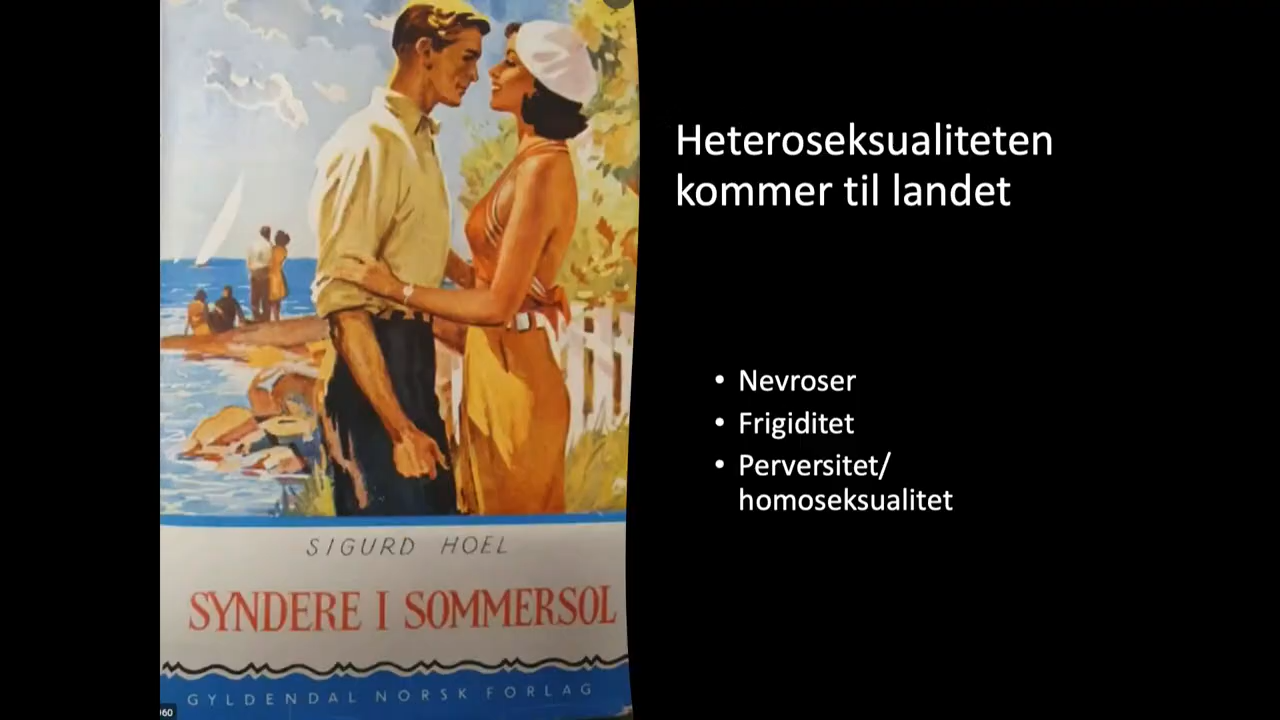 Heteroseksualiteten
kommer til landet
• Nevroser
• Frigiditet
• Perversitet/
homoseksualitet
SIGURD HOEL
SYNDERE I SOMMERSOL
GYLDENDAL NORSK FORLAG